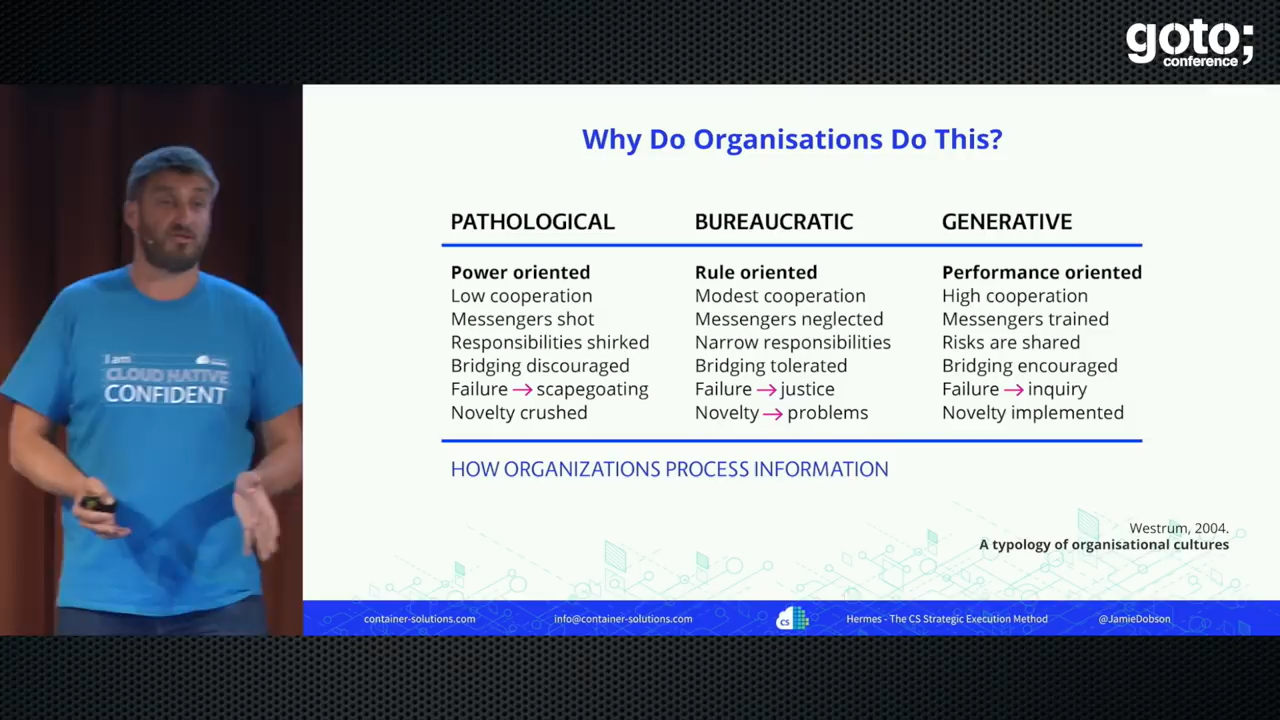 goto;
conference
Why Do Organisations Do This?
PATHOLOGICAL BUREAUCRATIC GENERATIVE
Power oriented Rule oriented Performance oriented
Low cooperation Modest cooperation High cooperation
Messengers shot Messengers neglected Messengers trained
Responsibilities shirked Narrow responsibilities Risks are shared
Bridging discouraged Bridging tolerated Bridging encouraged
Failure → scapegoating Failure → justice Failure → inquiry
Novelty crushed Novelty → problems Novelty implemented
HOW ORGANIZATIONS PROCESS INFORMATION
Westrum, 2004.
A typology of organisational cultures
container-solutions.com info@container-solutions.com CS Hermes - The CS Strategic Execution Method @JamieDobson
I am
CLOUD NATIVE
CONFIDENT